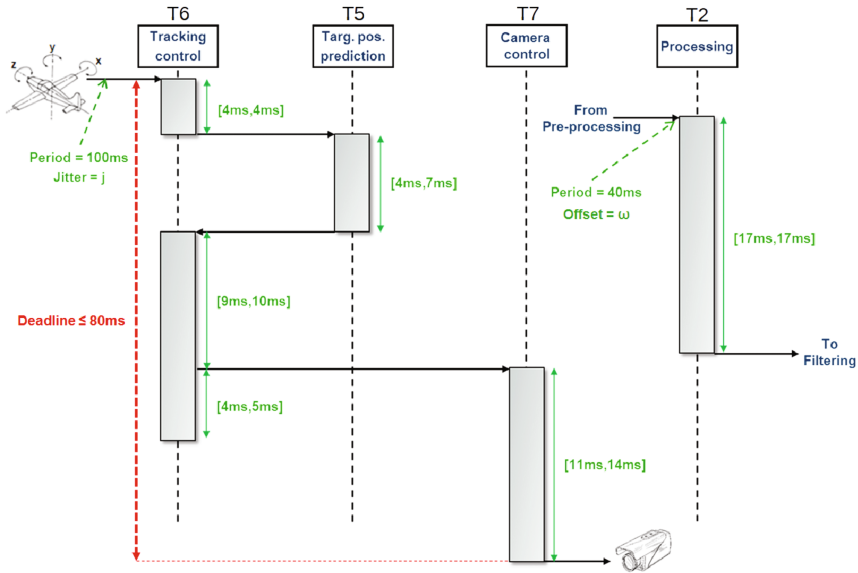 T6
T5
T7
T2
Tracking
control
Targ. pos.
prediction
Camera
control
Processing
y
z
x
[4ms,4ms]
From
Pre-processing
Period = 100ms
Jitter = j
[4ms,7ms]
Period = 40ms
Offset = ω
[17ms,17ms]
[9ms,10ms]
Deadline ≤ 80ms
To
Filtering
[4ms,5ms]
[11ms,14ms]